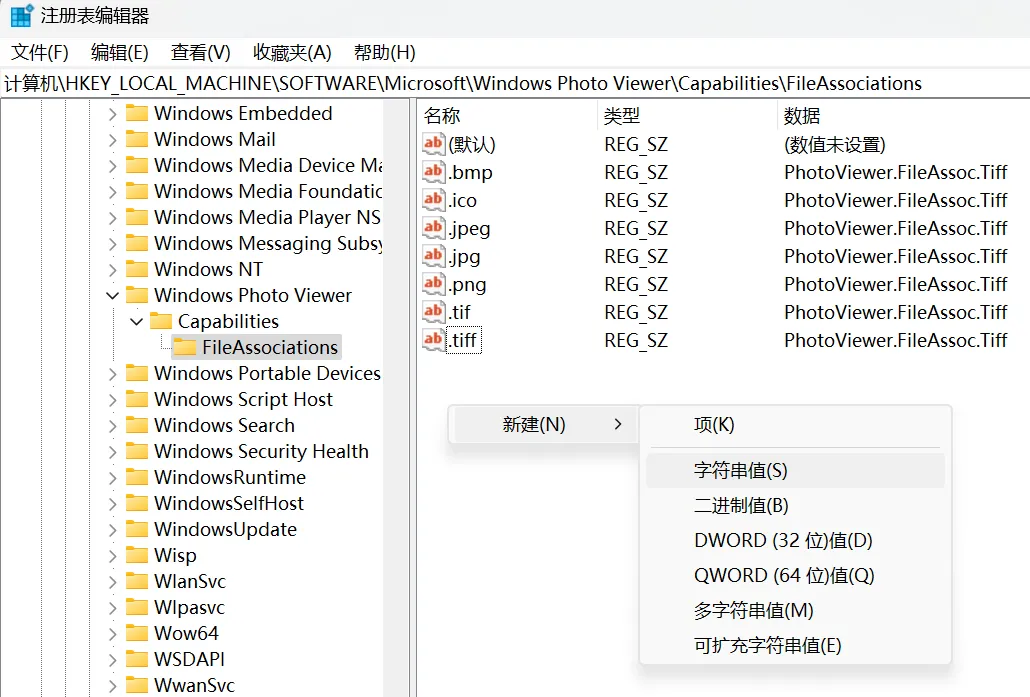 注册表编辑器
文件(F) 编辑(E) 查看(V) 收藏夹(A) 帮助(H)
计算机\HKEY_LOCAL_MACHINE\SOFTWARE\Microsoft\Windows Photo Viewer\Capabilities\FileAssociations
Windows Embedded
Windows Mail
Windows Media Device Ma
Windows Media Foundatic
Windows Media Player NS
Windows Messaging Subsy
Windows NT
Windows Photo Viewer
Capabilities
FileAssociations
Windows Portable Devices
Windows Script Host
Windows Search
Windows Security Health
WindowsRuntime
WindowsSelfHost
WindowsUpdate
Wisp
WlanSvc
Wlpasvc
Wow64
WSDAPI
WwanSvc
名称 类型 数据
ab (默认) REG_SZ (数值未设置)
ab .bmp REG_SZ PhotoViewer.FileAssoc.Tiff
ab .ico REG_SZ PhotoViewer.FileAssoc.Tiff
ab .jpeg REG_SZ PhotoViewer.FileAssoc.Tiff
ab .jpg REG_SZ PhotoViewer.FileAssoc.Tiff
ab .png REG_SZ PhotoViewer.FileAssoc.Tiff
ab .tif REG_SZ PhotoViewer.FileAssoc.Tiff
ab .tiff REG_SZ PhotoViewer.FileAssoc.Tiff
新建(N)
项(K)
字符串值(S)
二进制值(B)
DWORD (32 位)值(D)
QWORD (64 位)值(Q)
多字符串值(M)
可扩充字符串值(E)